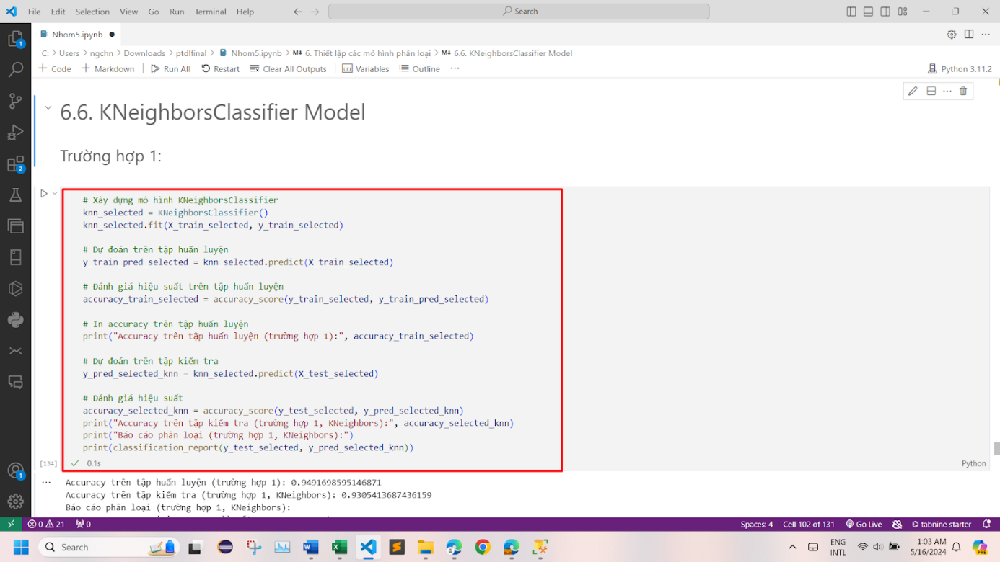 File Edit Selection View Go Run Terminal Help
Search
Nhom5.ipynb
C: > Users > ngchn > Downloads > ptdlfinal > Nhom5.ipynb > M↓ 6. Thiết lập các mô hình phân loại > M↓ 6.6. KNeighborsClassifier Model
+ Code + Markdown Run All Restart Clear All Outputs Variables Outline ... Python 3.11.2
6.6. KNeighborsClassifier Model
Trường hợp 1:
# Xây dựng mô hình KNeighborsClassifier
knn_selected = KNeighborsClassifier()
knn_selected.fit(X_train_selected, y_train_selected)
# Dự đoán trên tập huấn luyện
y_train_pred_selected = knn_selected.predict(X_train_selected)
# Đánh giá hiệu suất trên tập huấn luyện
accuracy_train_selected = accuracy_score(y_train_selected, y_train_pred_selected)
# In accuracy trên tập huấn luyện
print("Accuracy trên tập huấn luyện (trường hợp 1):", accuracy_train_selected)
# Dự đoán trên tập kiểm tra
y_pred_selected_knn = knn_selected.predict(X_test_selected)
# Đánh giá hiệu suất
accuracy_selected_knn = accuracy_score(y_test_selected, y_pred_selected_knn)
print("Accuracy trên tập kiểm tra (trường hợp 1, KNeighbors):", accuracy_selected_knn)
print("Báo cáo phân loại (trường hợp 1, KNeighbors):")
print(classification_report(y_test_selected, y_pred_selected_knn))
[134] 0.1s Python
Accuracy trên tập huấn luyện (trường hợp 1): 0.9491698595146871
Accuracy trên tập kiểm tra (trường hợp 1, KNeighbors): 0.9305413687436159
Báo cáo phân loại (trường hợp 1, KNeighbors):
0 21 0 Spaces: 4 Cell 102 of 131 Go Live tabnine starter
Search
ENG
INTL
1:03 AM
5/16/2024